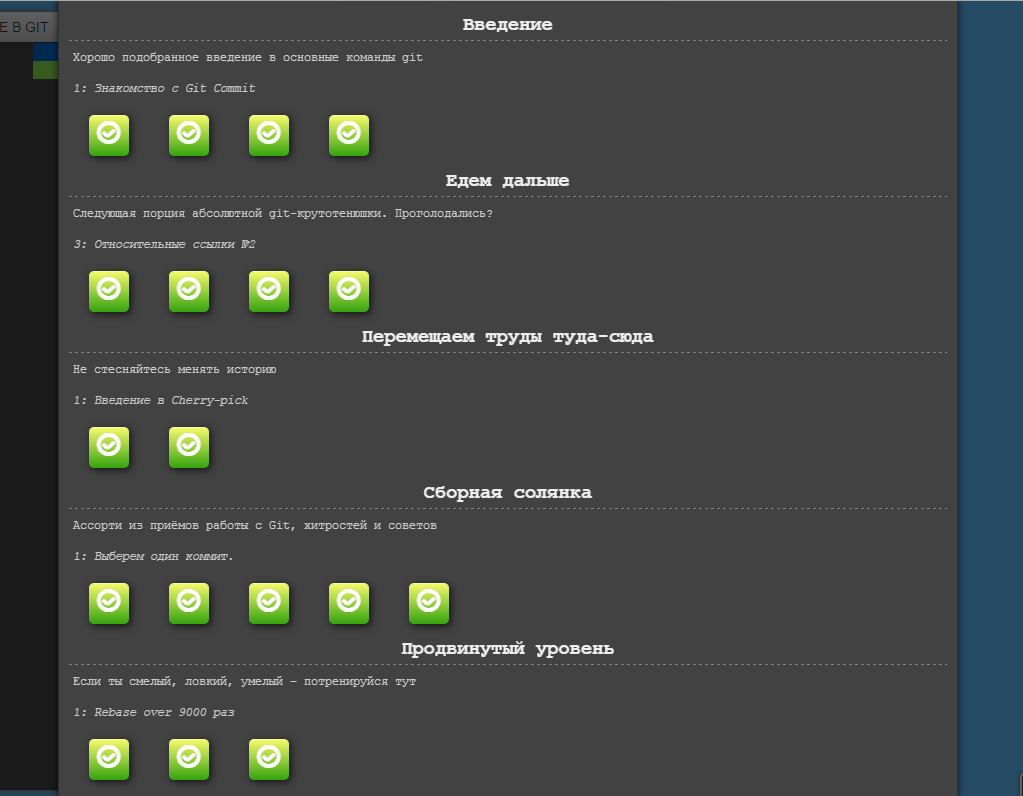 Е В GIT
Введение
Хорошо подобранное введение в основные команды git
1: Знакомство с Git Commit
Едем дальше
Следующая порция абсолютной git-крутотенюшки. Проголодались?
3: Относительные ссылки №2
Перемещаем труды туда-сюда
Не стесняйтесь менять историю
1: Введение в Cherry-pick
Сборная солянка
Ассорти из приёмов работы с Git, хитростей и советов
1: Выберем один коммит.
Продвинутый уровень
Если ты смелый, ловкий, умелый – потренируйся тут
1: Rebase over 9000 раз